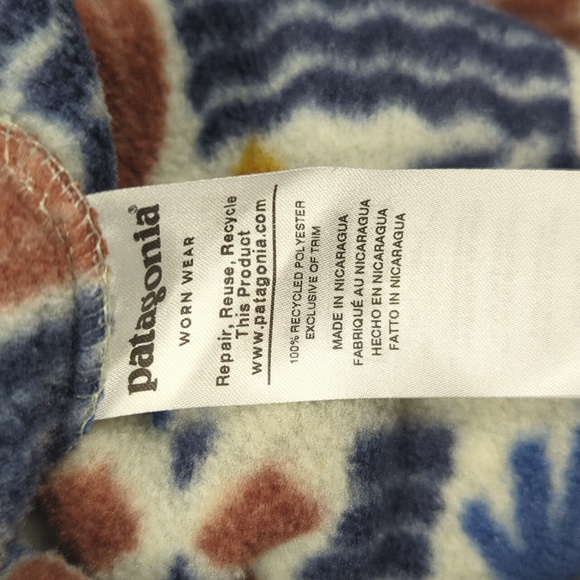 patagonia®
WORN WEAR
Repair, Reuse, Recycle
This Product
www.patagonia.com
100% RECYCLED POLYESTER
EXCLUSIVE OF TRIM
MADE IN NICARAGUA
FABRIQUÉ AU NICARAGUA
HECHO EN NICARAGUA
FATTO IN NICARAGUA